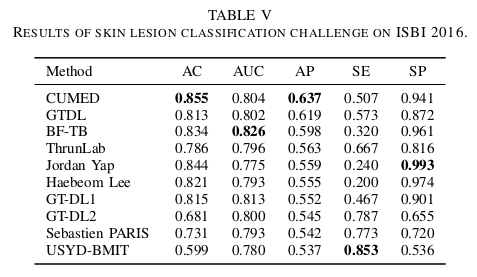 TABLE V
RESULTS OF SKIN LESION CLASSIFICATION CHALLENGE ON ISBI 2016.
Method AC AUC AP SE SP
CUMED 0.855 0.804 0.637 0.507 0.941
GTDL 0.813 0.802 0.619 0.573 0.872
BF-TB 0.834 0.826 0.598 0.320 0.961
ThrunLab 0.786 0.796 0.563 0.667 0.816
Jordan Yap 0.844 0.775 0.559 0.240 0.993
Haebeom Lee 0.821 0.793 0.555 0.200 0.974
GT-DL1 0.815 0.813 0.552 0.467 0.901
GT-DL2 0.681 0.800 0.545 0.787 0.655
Sebastien PARIS 0.731 0.793 0.542 0.773 0.720
USYD-BMIT 0.599 0.780 0.537 0.853 0.536